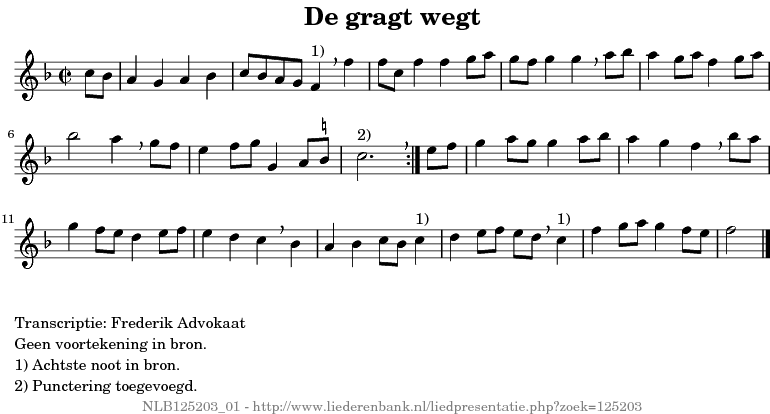 De gragt wegt
1)
6
2)
11
1)
1)
Transcriptie: Frederik Advokaat
Geen voortekening in bron.
1) Achtste noot in bron.
2) Punctering toegevoegd.
NLB125203_01 - http://www.liederenbank.nl/liedpresentatie.php?zoek=125203